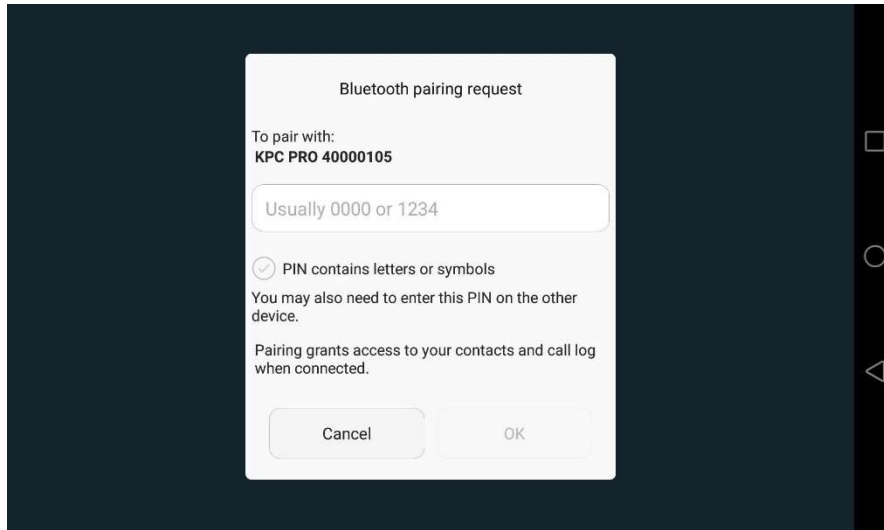 Bluetooth pairing request
To pair with:
KPC PRO 40000105
Usually 0000 or 1234
PIN contains letters or symbols
You may also need to enter this PIN on the other
device.
Pairing grants access to your contacts and call log
when connected.
Cancel
OK